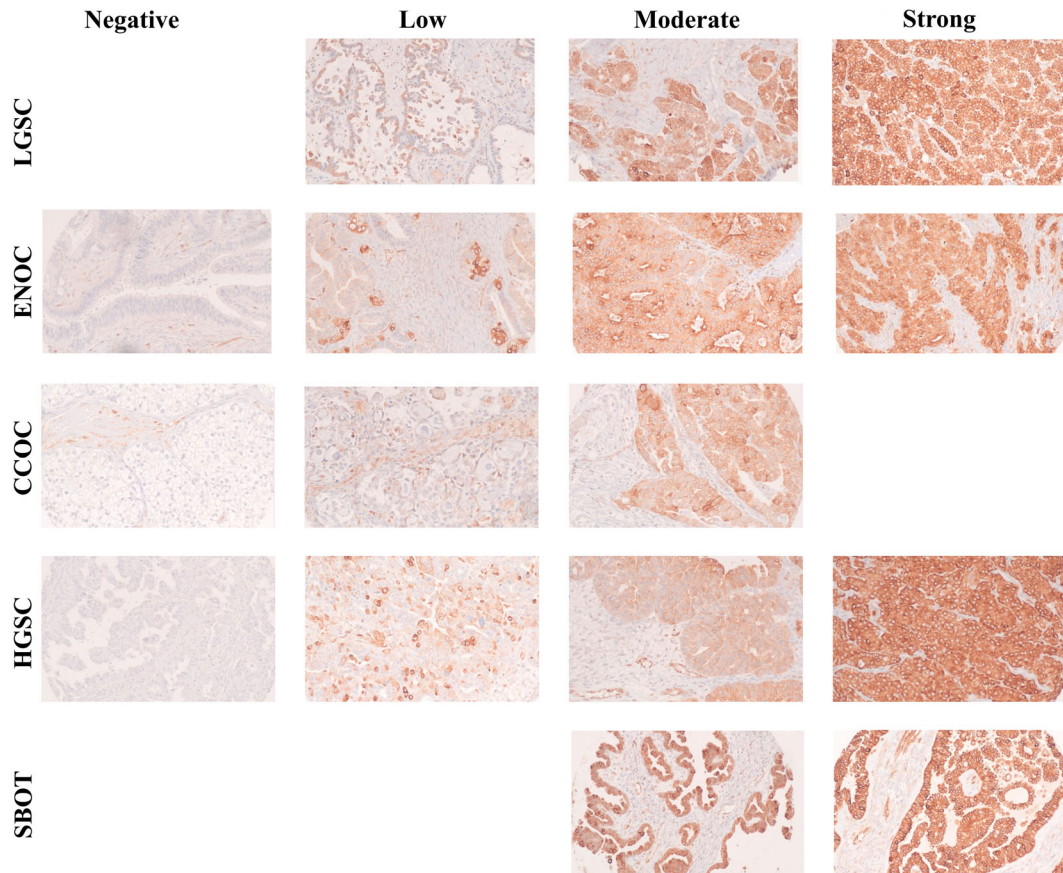 Negative Low Moderate Strong
LGSC
ENOC
CCOC
HGSC
SBOT